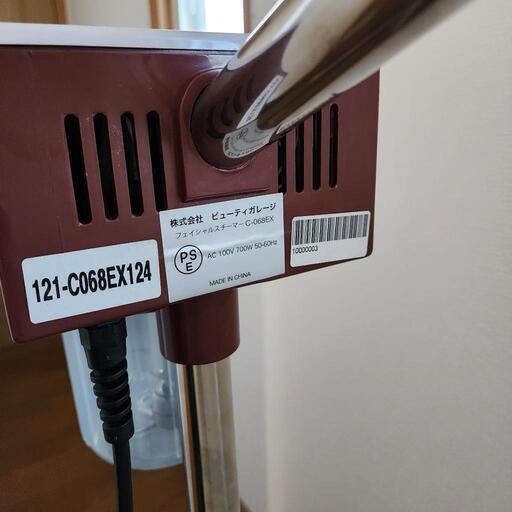 株式会社 ビューティガレージ
フェイシャルスチーマー C-068EX
PS
E
AC 100V 700W 50-60Hz
MADE IN CHINA
121-C068EX124
10000003